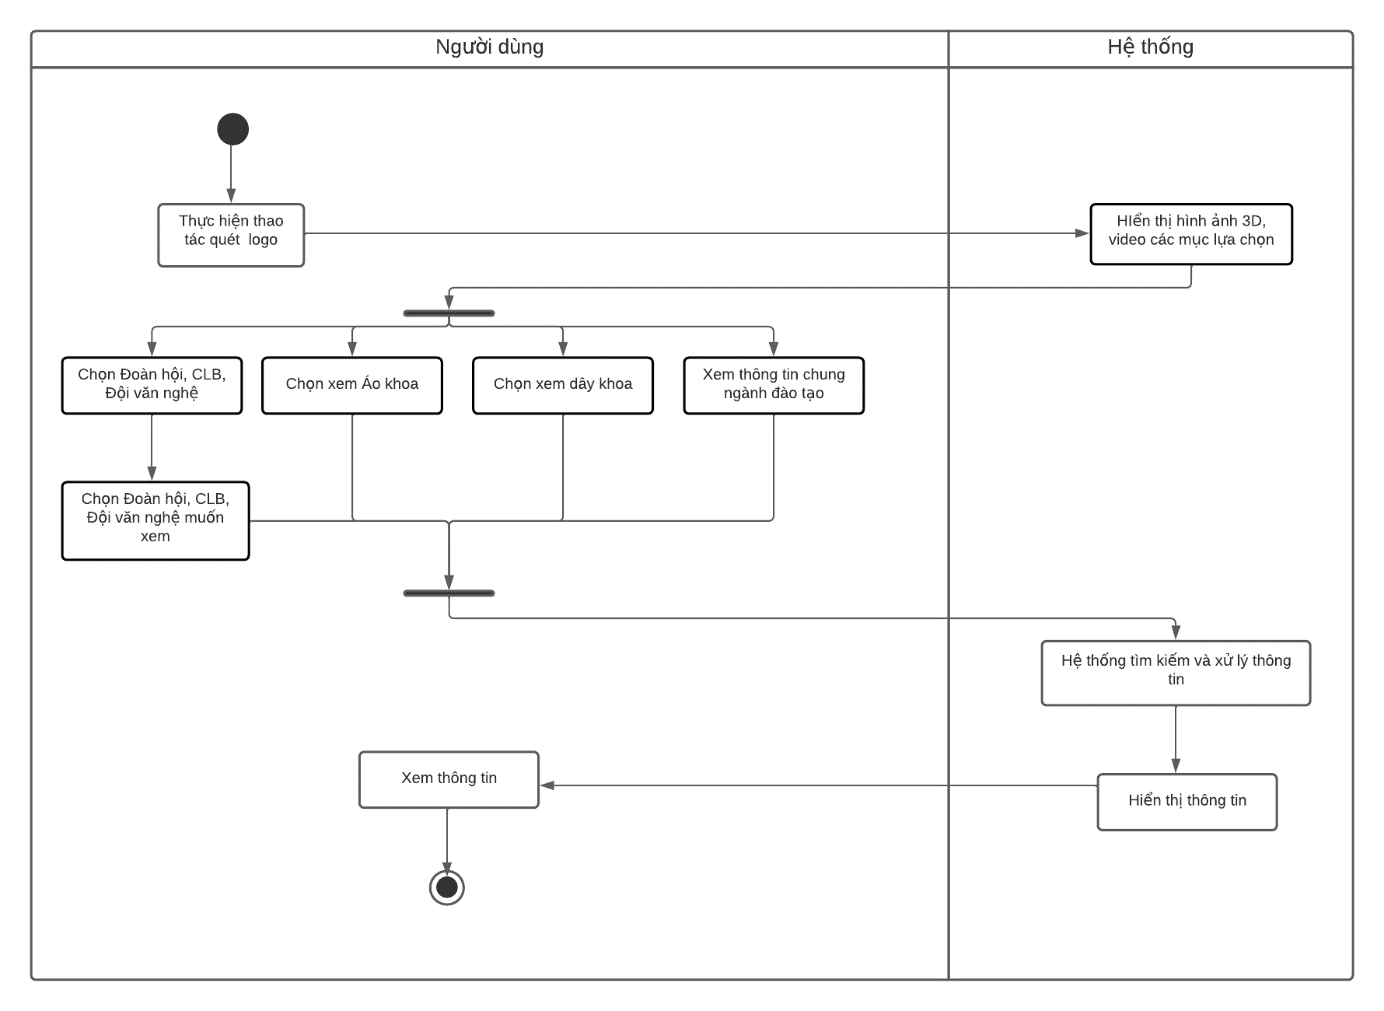 Người dùng
Hệ thống
Thực hiện thao
tác quét logo
HIển thị hình ảnh 3D,
video các mục lựa chọn
Chọn Đoàn hội, CLB,
Đội văn nghệ
Chọn xem Áo khoa
Chọn xem dây khoa
Xem thông tin chung
ngành đào tạo
Chọn Đoàn hội, CLB,
Đội văn nghệ muốn
xem
Hệ thống tìm kiếm và xử lý thông
tin
Xem thông tin
Hiển thị thông tin